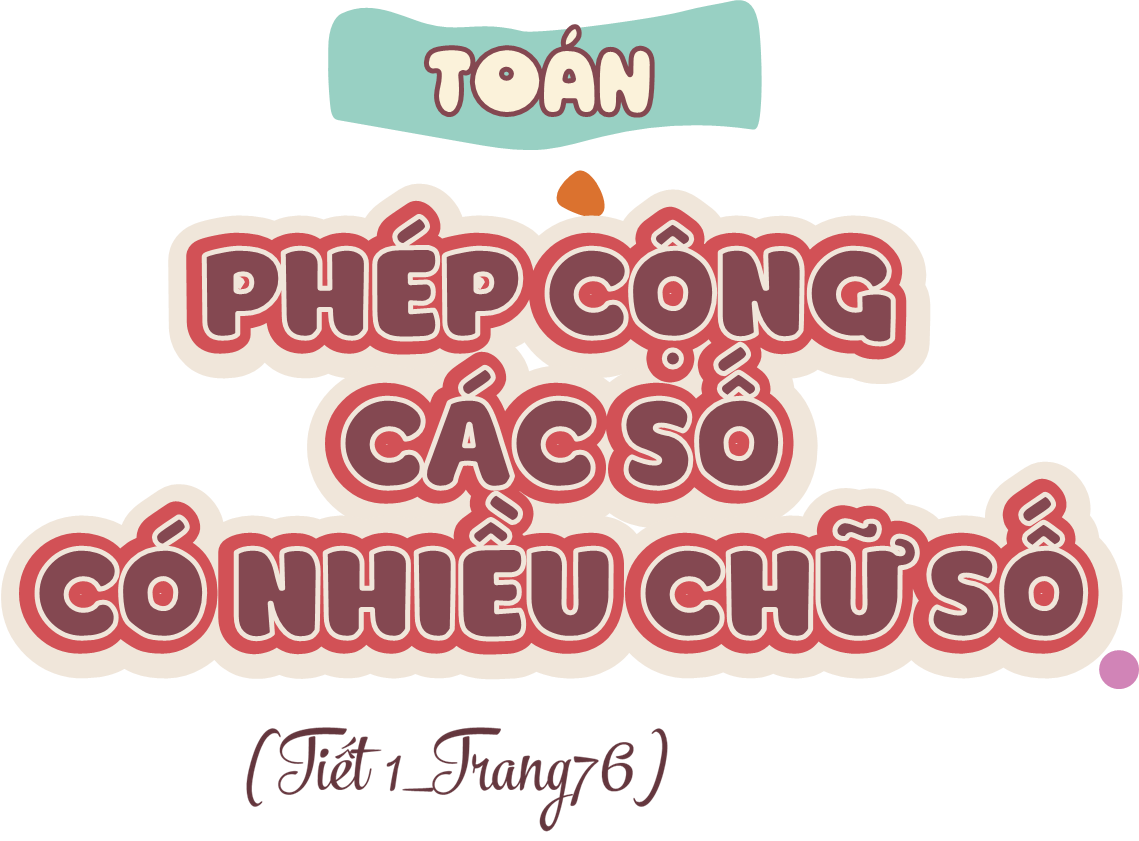 TOÁN
PHÉP CỘNG
CÁC SỐ
CÓ NHIỀU CHỮ SỐ
(Tiết 1_Trang76)